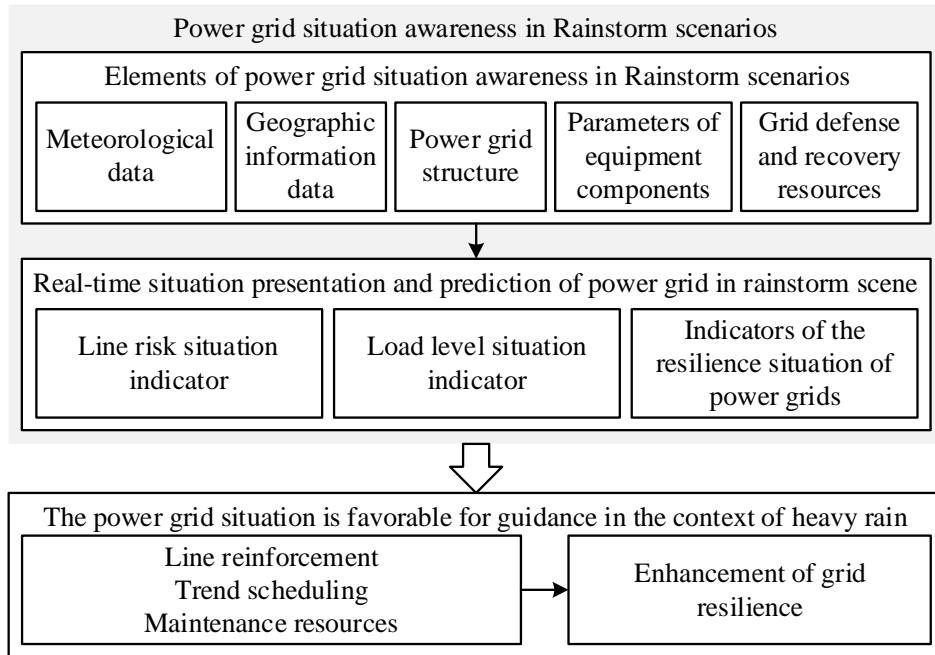 Power grid situation awareness in Rainstorm scenarios
Elements of power grid situation awareness in Rainstorm scenarios
Meteorological
data
Geographic
information
data
Power grid
structure
Parameters of
equipment
components
Grid defense
and recovery
resources
Real-time situation presentation and prediction of power grid in rainstorm scene
Line risk situation
indicator
Load level situation
indicator
Indicators of the
resilience situation of
power grids
The power grid situation is favorable for guidance in the context of heavy rain
Line reinforcement
Trend scheduling
Maintenance resources
Enhancement of grid
resilience